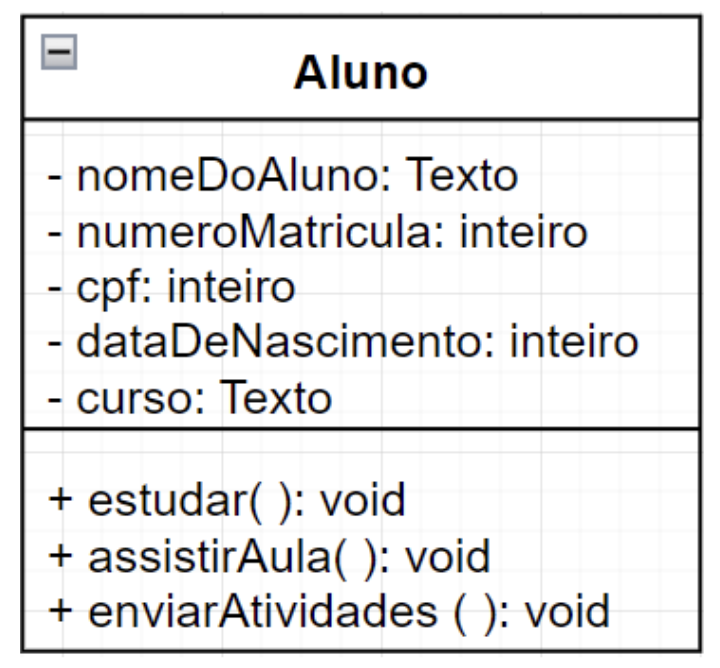 Aluno
- nomeDoAluno: Texto
- numeroMatricula: inteiro
- cpf: inteiro
- dataDeNascimento: inteiro
- curso: Texto
+ estudar( ): void
+ assistirAula( ): void
+ enviarAtividades ( ): void